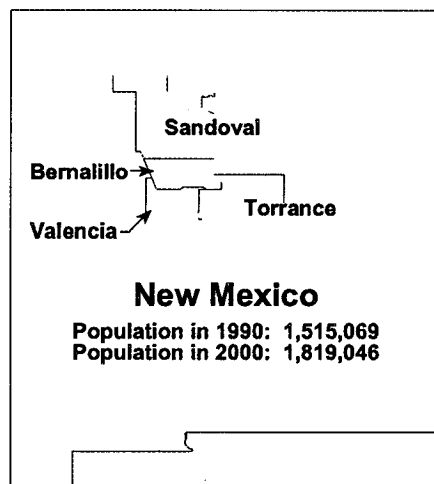 Sandoval
Bernalillo
Torrance
Valencia
New Mexico
Population in 1990: 1,515,069
Population in 2000: 1,819,046